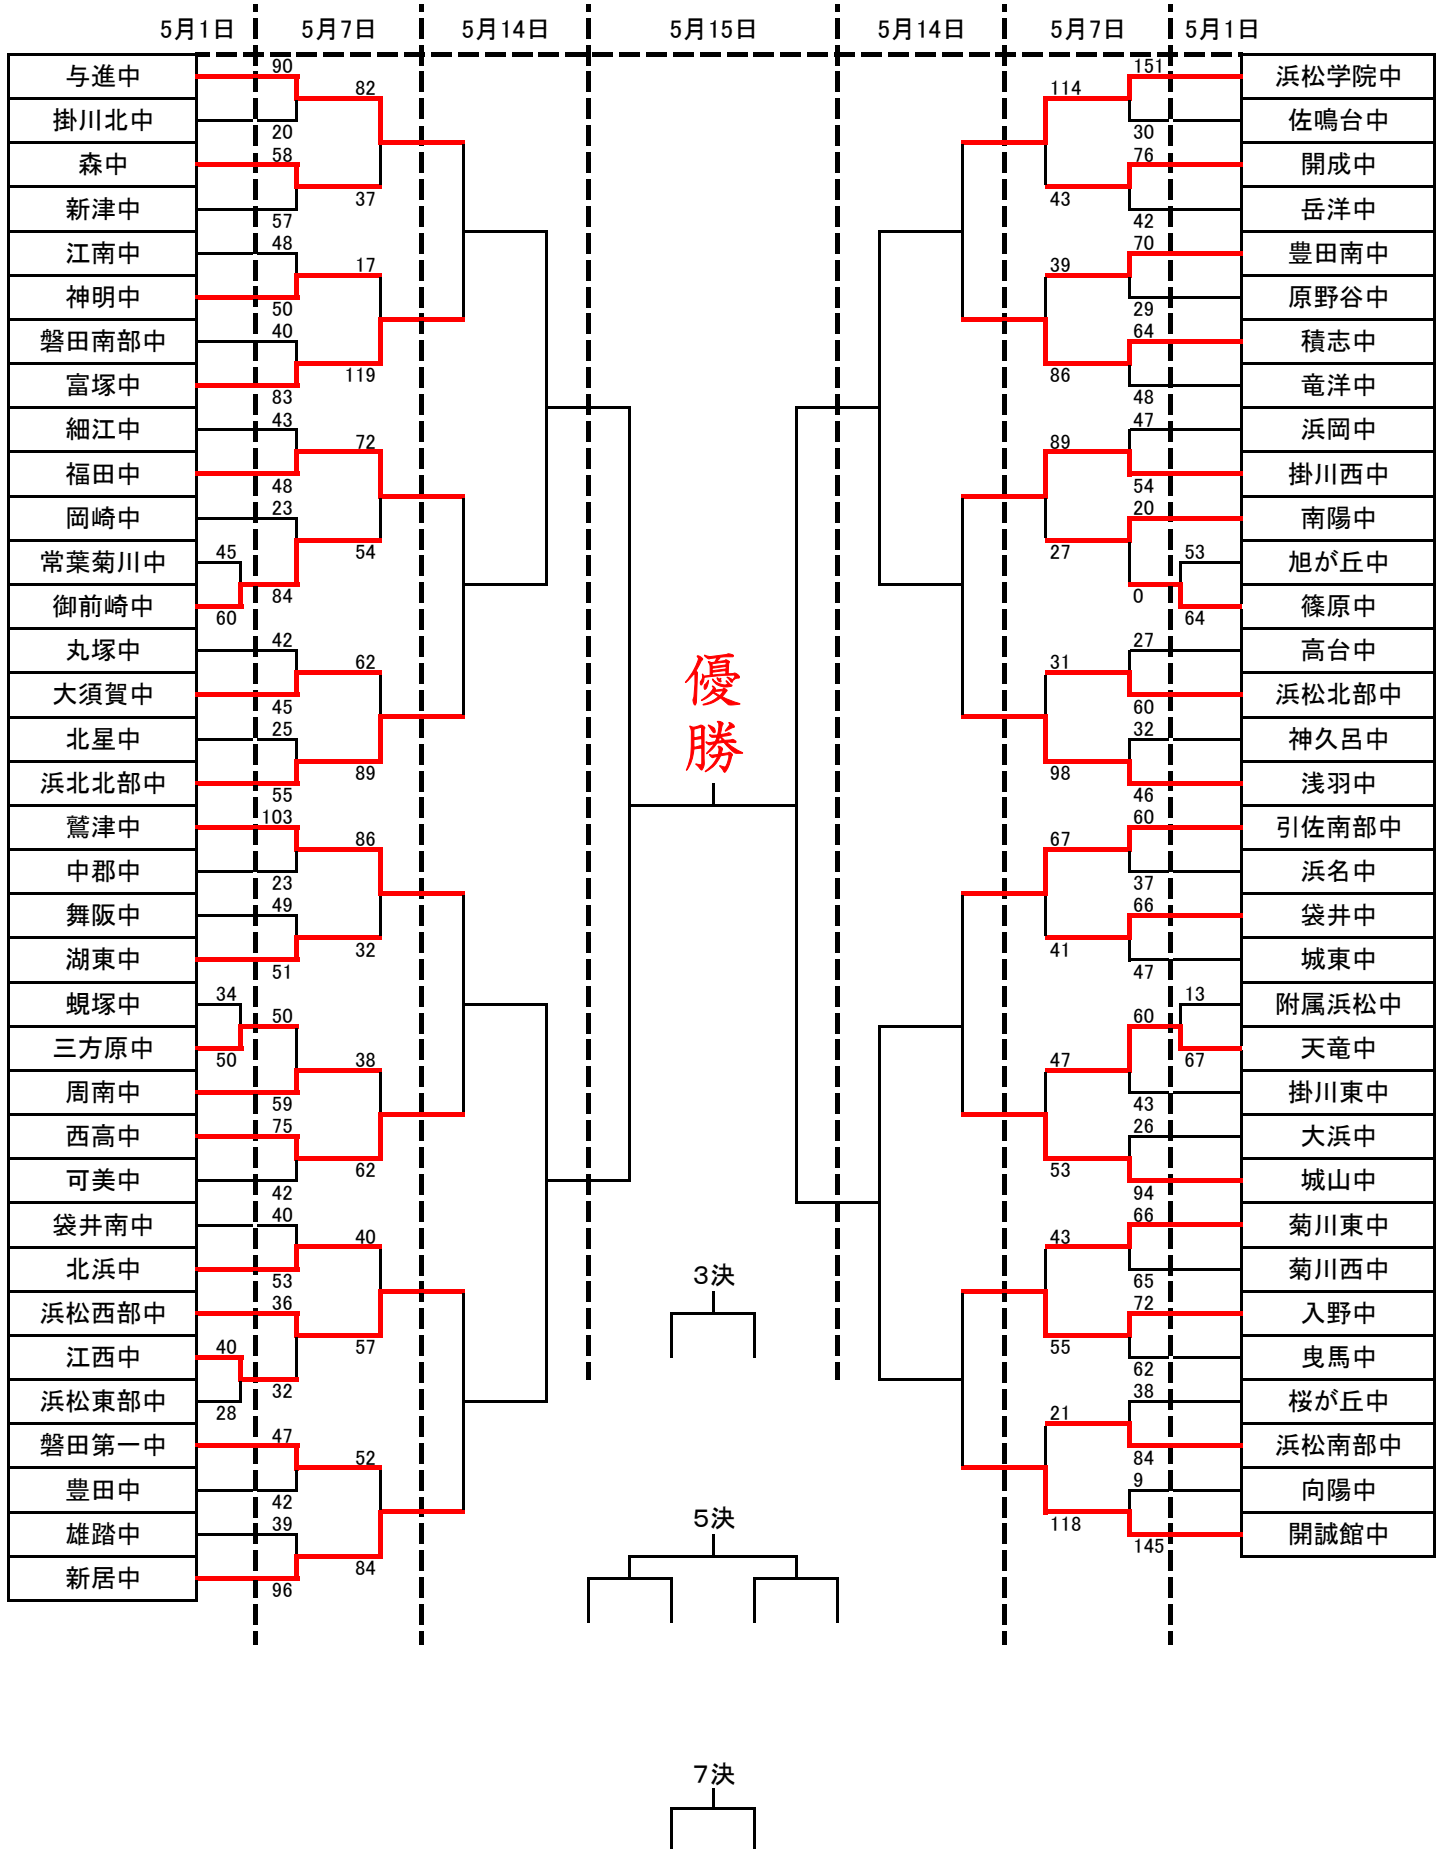 5月1日 5月7日 5月14日 5月15日 5月14日 5月7日 5月1日
与進中 90 82 114 151 浜松学院中
掛川北中 20 30 佐鳴台中
森中 58 37 43 76 開成中
新津中 57 42 岳洋中
江南中 48 17 39 70 豊田南中
神明中 50 29 原野谷中
磐田南部中 40 119 86 64 積志中
富塚中 83 48 竜洋中
細江中 43 72 89 47 浜岡中
福田中 48 54 掛川西中
岡崎中 23 54 27 20 南陽中
常葉菊川中 45 53 旭が丘中
84 0
御前崎中 60 64 篠原中
丸塚中 42 62 31 27 高台中
大須賀中 45 60 浜松北部中
北星中 25 89 98 32 神久呂中
浜北北部中 55 46 浅羽中
優
勝
鷲津中 103 86 67 60 引佐南部中
中郡中 23 37 浜名中
舞阪中 49 32 41 66 袋井中
湖東中 51 47 城東中
蜆塚中 34 13 附属浜松中
50 60
三方原中 50 67 天竜中
周南中 59 38 47 43 掛川東中
西高中 75 62 53 26 大浜中
可美中 42 94 城山中
袋井南中 40 40 43 66 菊川東中
北浜中 53 65 菊川西中
3決
浜松西部中 36 57 55 72 入野中
江西中 40 62 曳馬中
32
浜松東部中 28 38 桜が丘中
磐田第一中 47 52 21 84 浜松南部中
豊田中 42 9 向陽中
5決
雄踏中 39 84 118 145 開誠館中
新居中 96
7決